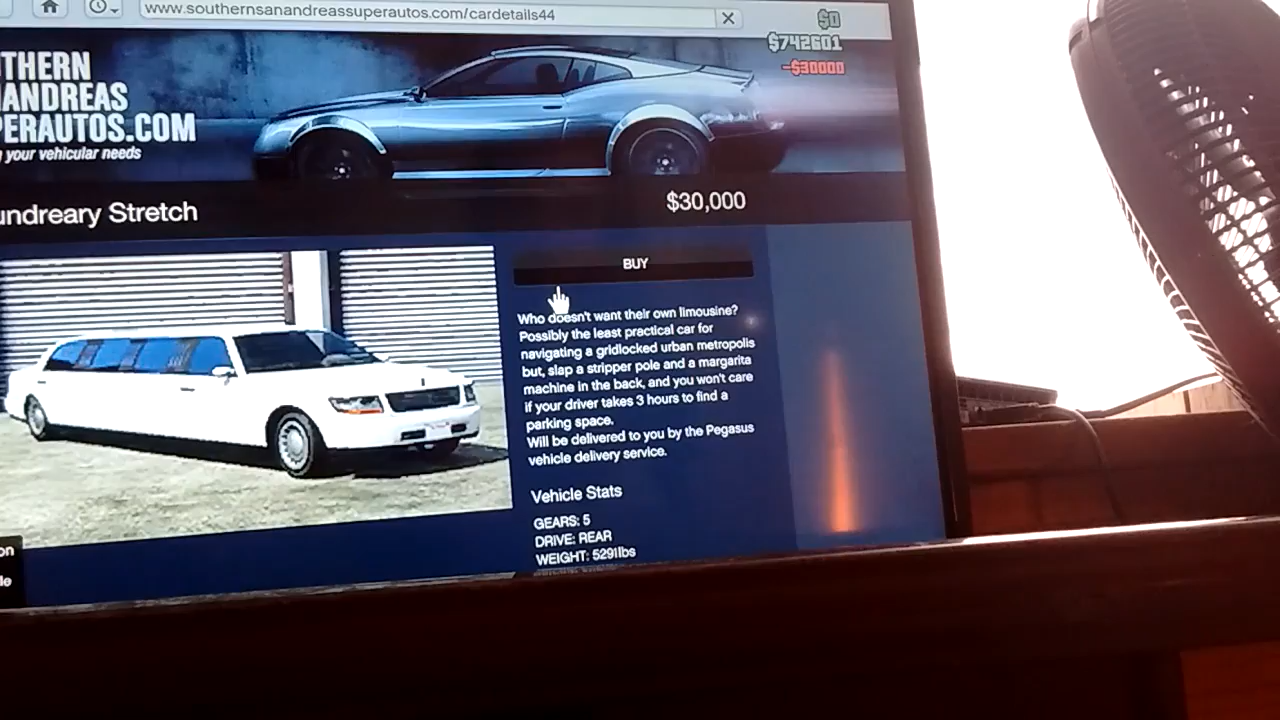 www.southernsanandreassuperautos.com/cardetails44
$0
$742601
-$30000
THERN
ANDREAS
PERAUTOS.COM
your vehicular needs
undreary Stretch
$30,000
BUY
Who doesn't want their own limousine?
Possibly the least practical car for
navigating a gridlocked urban metropolis
but, slap a stripper pole and a margarita
machine in the back, and you won't care
if your driver takes 3 hours to find a
parking space.
Will be delivered to you by the Pegasus
vehicle delivery service.
Vehicle Stats
GEARS: 5
DRIVE: REAR
WEIGHT: 5291lbs
on
le